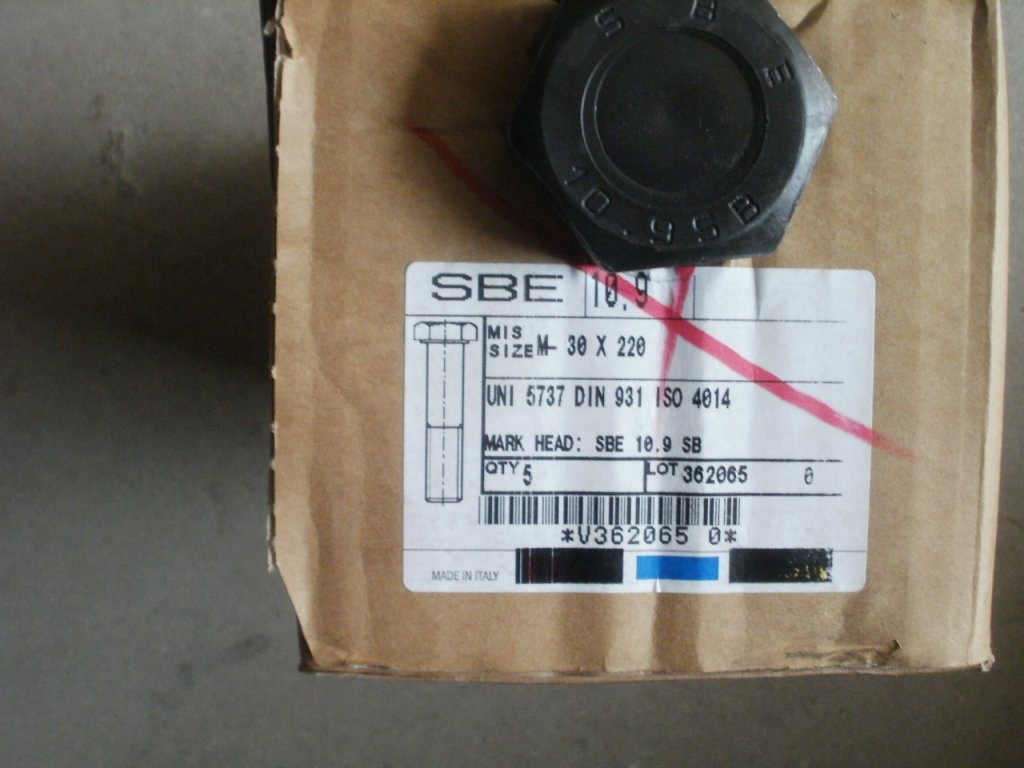 SBE
10.9SB
SBE 10.9
MIS
SIZE M- 30 X 220
UNI 5737 DIN 931 ISO 4014
MARK HEAD: SBE 10.9 SB
QTY 5 LOT 362065 0
*V362065 0*
MADE IN ITALY